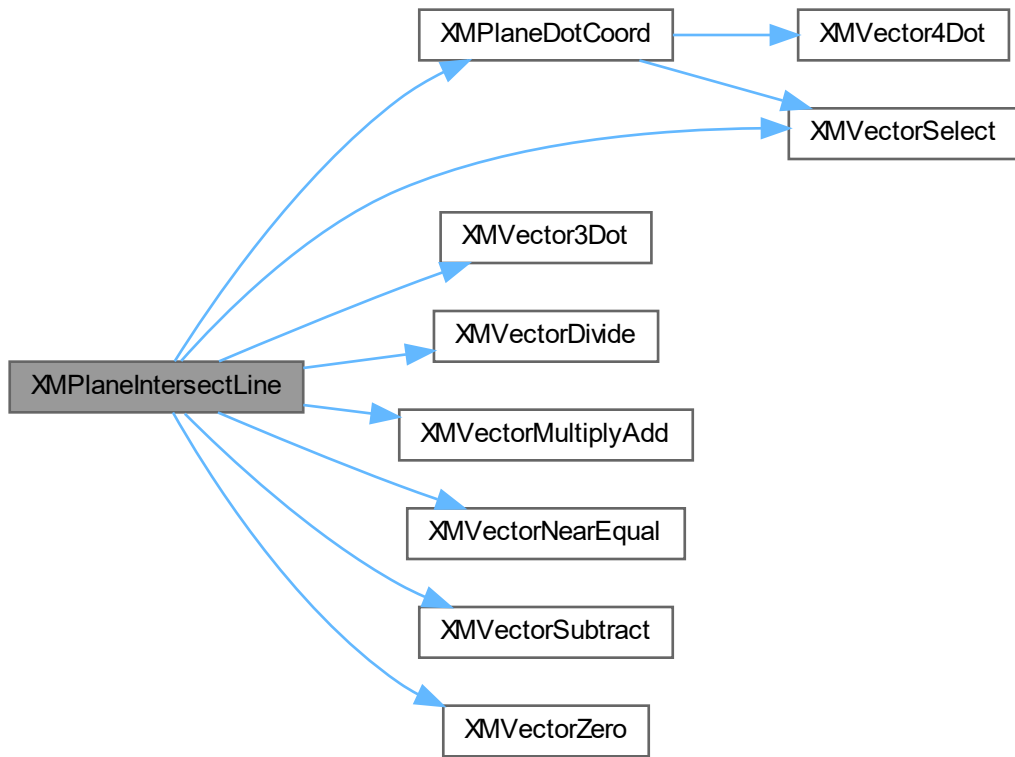 XMPlaneDotCoord
XMVector4Dot
XMVectorSelect
XMVector3Dot
XMVectorDivide
XMPlaneIntersectLine
XMVectorMultiplyAdd
XMVectorNearEqual
XMVectorSubtract
XMVectorZero